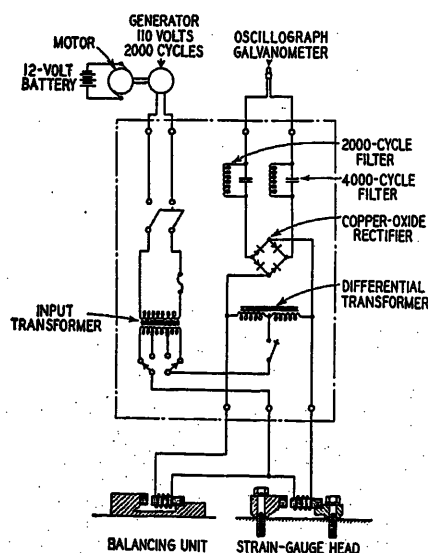 GENERATOR
110 VOLTS
2000 CYCLES
MOTOR
12-VOLT
BATTERY
OSCILLOGRAPH
GALVANOMETER
2000-CYCLE
FILTER
4000-CYCLE
FILTER
COPPER-OXIDE
RECTIFIER
DIFFERENTIAL
TRANSFORMER
INPUT
TRANSFORMER
BALANCING UNIT
STRAIN-GAUGE HEAD